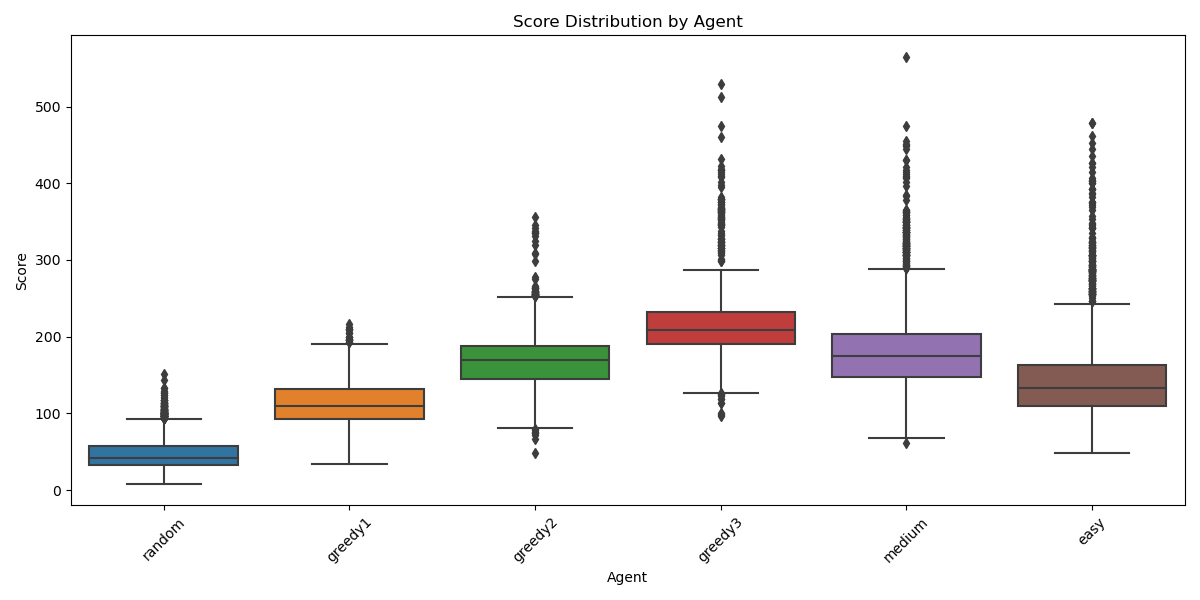 Score Distribution by Agent
Score
500
400
300
200
100
0
random
greedy1
greedy2
greedy3
medium
easy
Agent